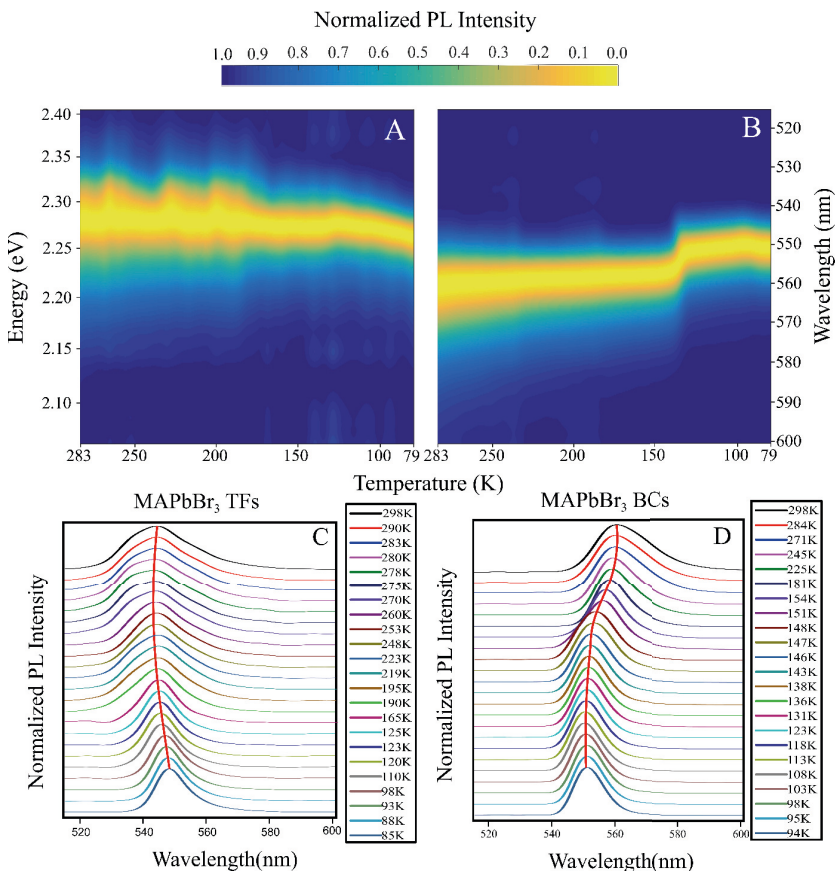 Normalized PL Intensity
1.0 0.9 0.8 0.7 0.6 0.5 0.4 0.3 0.2 0.1 0.0
A
B
2.40
2.35
2.30
2.25
2.20
2.15
2.10
Energy (eV)
520
530
540
550
560
570
580
590
600
Wavelength (nm)
283 250 200 150 100 79
283 250 200 150 100 79
Temperature (K)
MAPbBr3 TFs
C
Normalized PL Intensity
520 540 560 580 600
Wavelength(nm)
298K
290K
283K
280K
278K
275K
270K
260K
253K
248K
223K
219K
195K
190K
165K
125K
123K
120K
110K
98K
93K
88K
85K
MAPbBr3 BCs
D
Normalized PL Intensity
520 540 560 580 600
Wavelength(nm)
298K
284K
271K
245K
225K
181K
154K
151K
148K
147K
146K
143K
138K
136K
131K
123K
118K
113K
108K
103K
98K
95K
94K